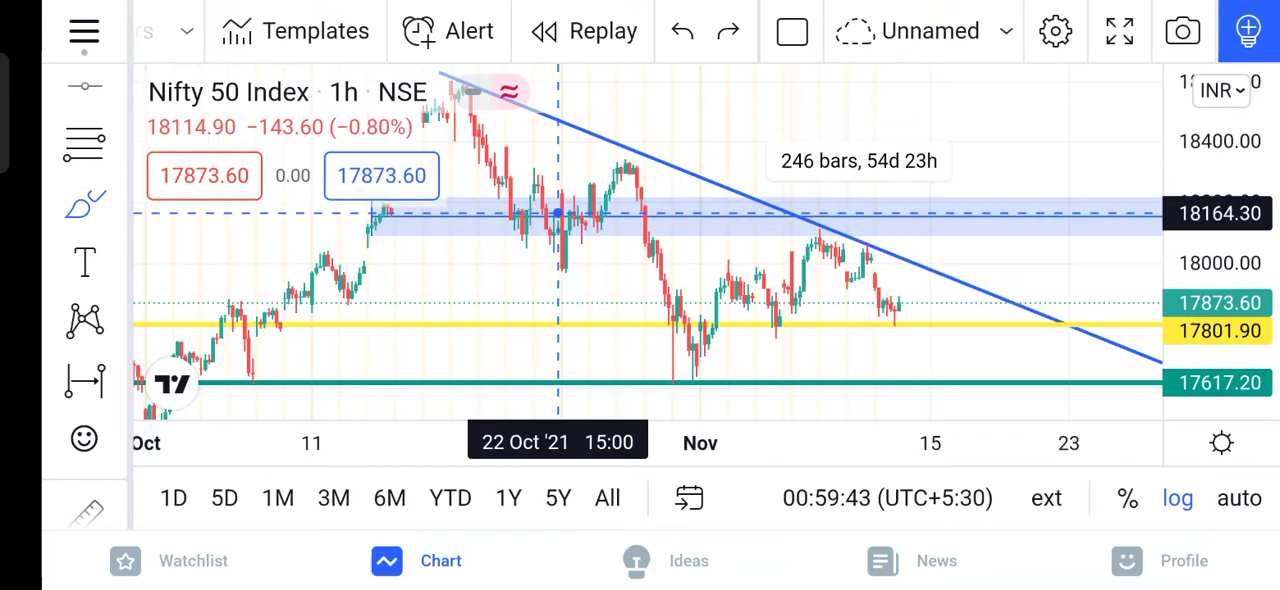 rs Templates Alert Replay Unnamed
Nifty 50 Index · 1h · NSE
18114.90 −143.60 (−0.80%)
17873.60 0.00 17873.60
246 bars, 54d 23h
INR
18400.00
18164.30
18000.00
17873.60
17801.90
17617.20
T
Oct 11 22 Oct '21 15:00 Nov 15 23
1D 5D 1M 3M 6M YTD 1Y 5Y All 00:59:43 (UTC+5:30) ext % log auto
Watchlist Chart Ideas News Profile